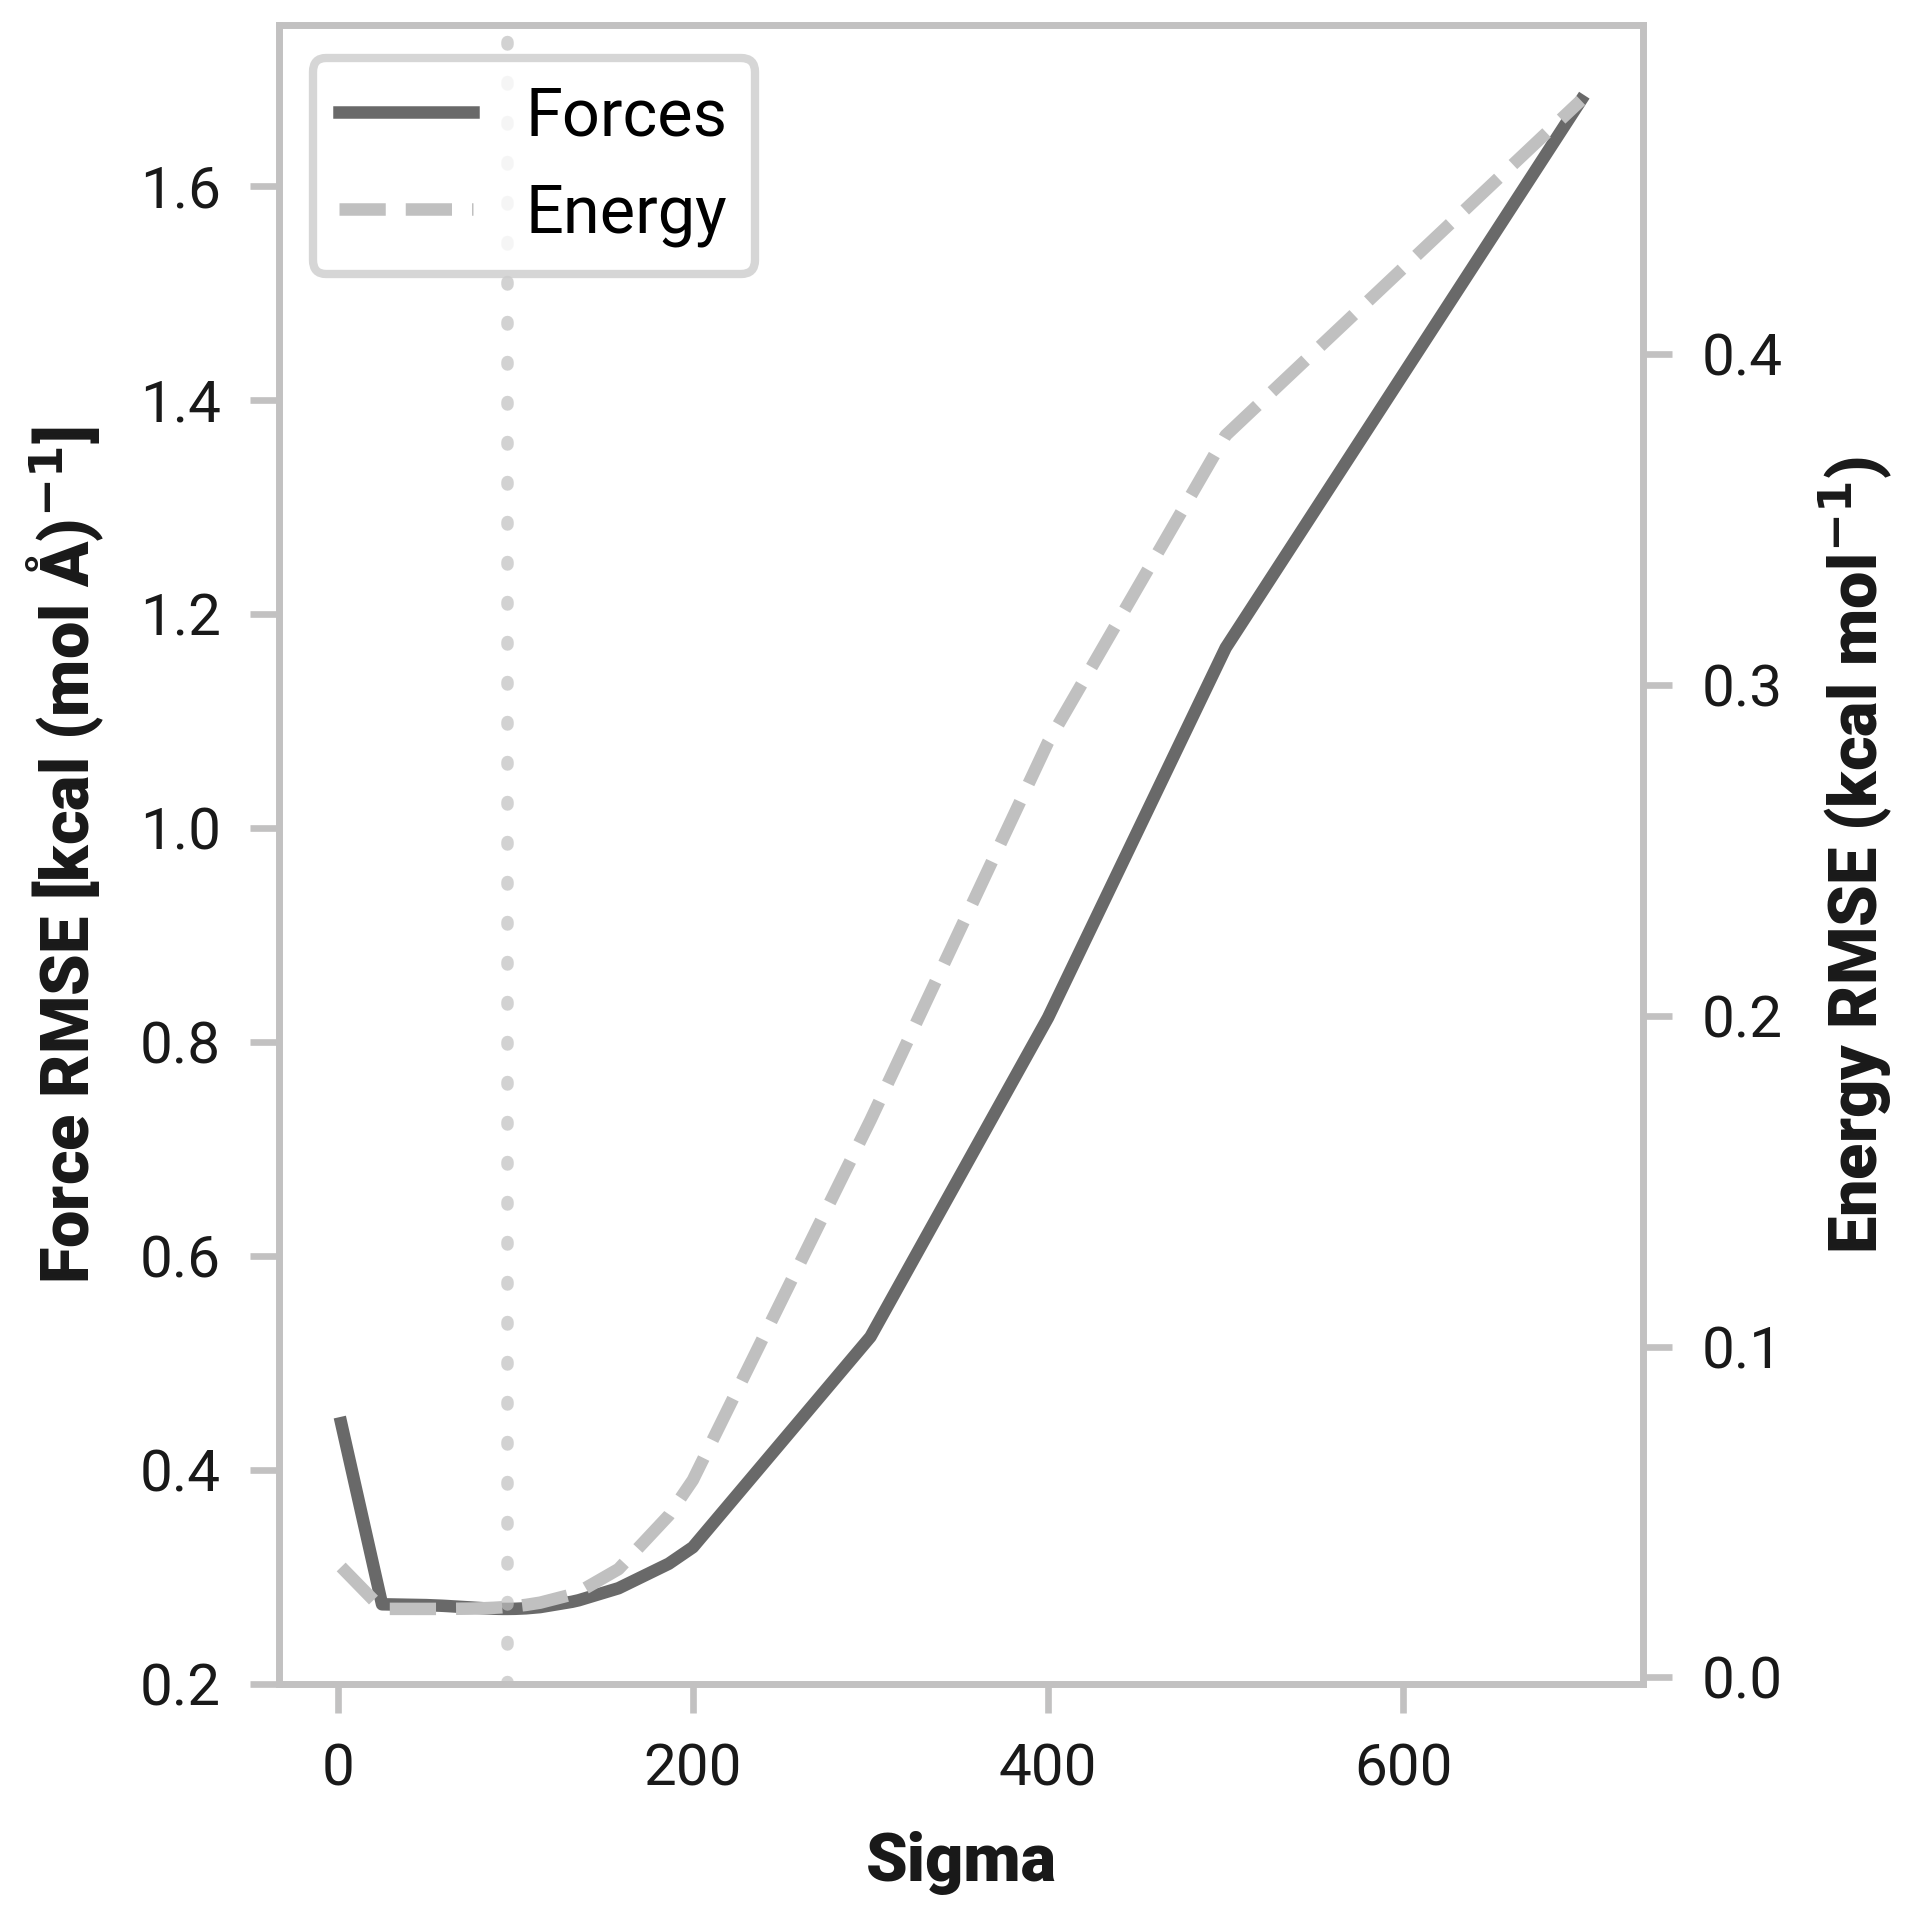 Forces
Energy
1.6
1.4
1.2
1.0
0.8
0.6
0.4
0.2
Force RMSE [kcal (mol Å)⁻¹]
0.4
0.3
0.2
0.1
0.0
Energy RMSE (kcal mol⁻¹)
0 200 400 600
Sigma